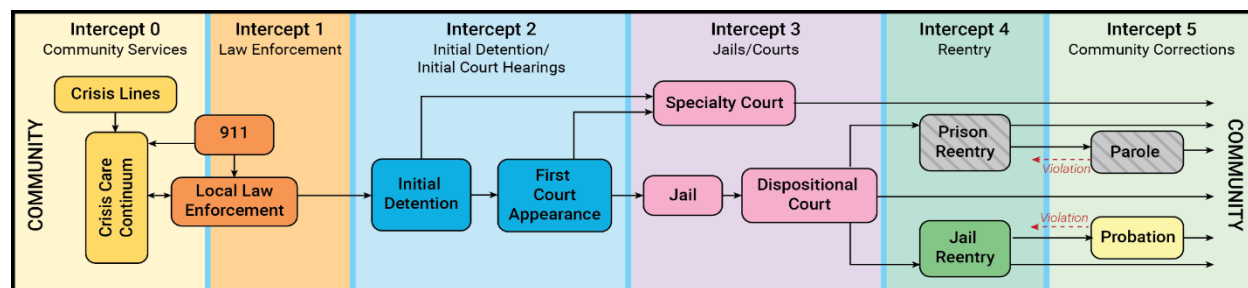 Intercept 0
Community Services
Intercept 1
Law Enforcement
Intercept 2
Initial Detention/
Initial Court Hearings
Intercept 3
Jails/Courts
Intercept 4
Reentry
Intercept 5
Community Corrections
COMMUNITY
Crisis Lines
Crisis Care
Continuum
911
Local Law
Enforcement
Initial
Detention
First
Court
Appearance
Specialty Court
Jail
Dispositional
Court
Prison
Reentry
Parole
Violation
Jail
Reentry
Probation
Violation
COMMUNITY